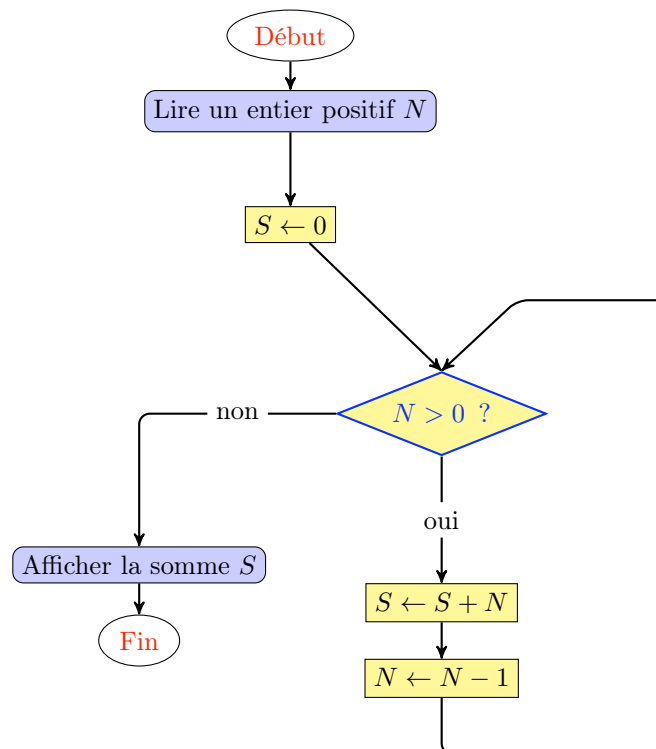 Début
Lire un entier positif N
S ← 0
N > 0 ?
non
oui
Afficher la somme S
S ← S + N
Fin
N ← N − 1